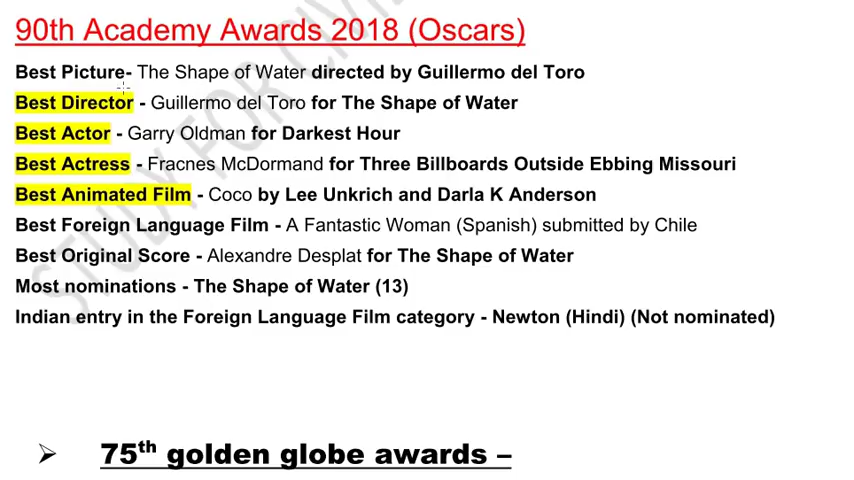 90th Academy Awards 2018 (Oscars)
Best Picture- The Shape of Water directed by Guillermo del Toro
Best Director - Guillermo del Toro for The Shape of Water
Best Actor - Garry Oldman for Darkest Hour
Best Actress - Fracnes McDormand for Three Billboards Outside Ebbing Missouri
Best Animated Film - Coco by Lee Unkrich and Darla K Anderson
Best Foreign Language Film - A Fantastic Woman (Spanish) submitted by Chile
Best Original Score - Alexandre Desplat for The Shape of Water
Most nominations - The Shape of Water (13)
Indian entry in the Foreign Language Film category - Newton (Hindi) (Not nominated)
75th golden globe awards –
STUDY FOR CIVIL